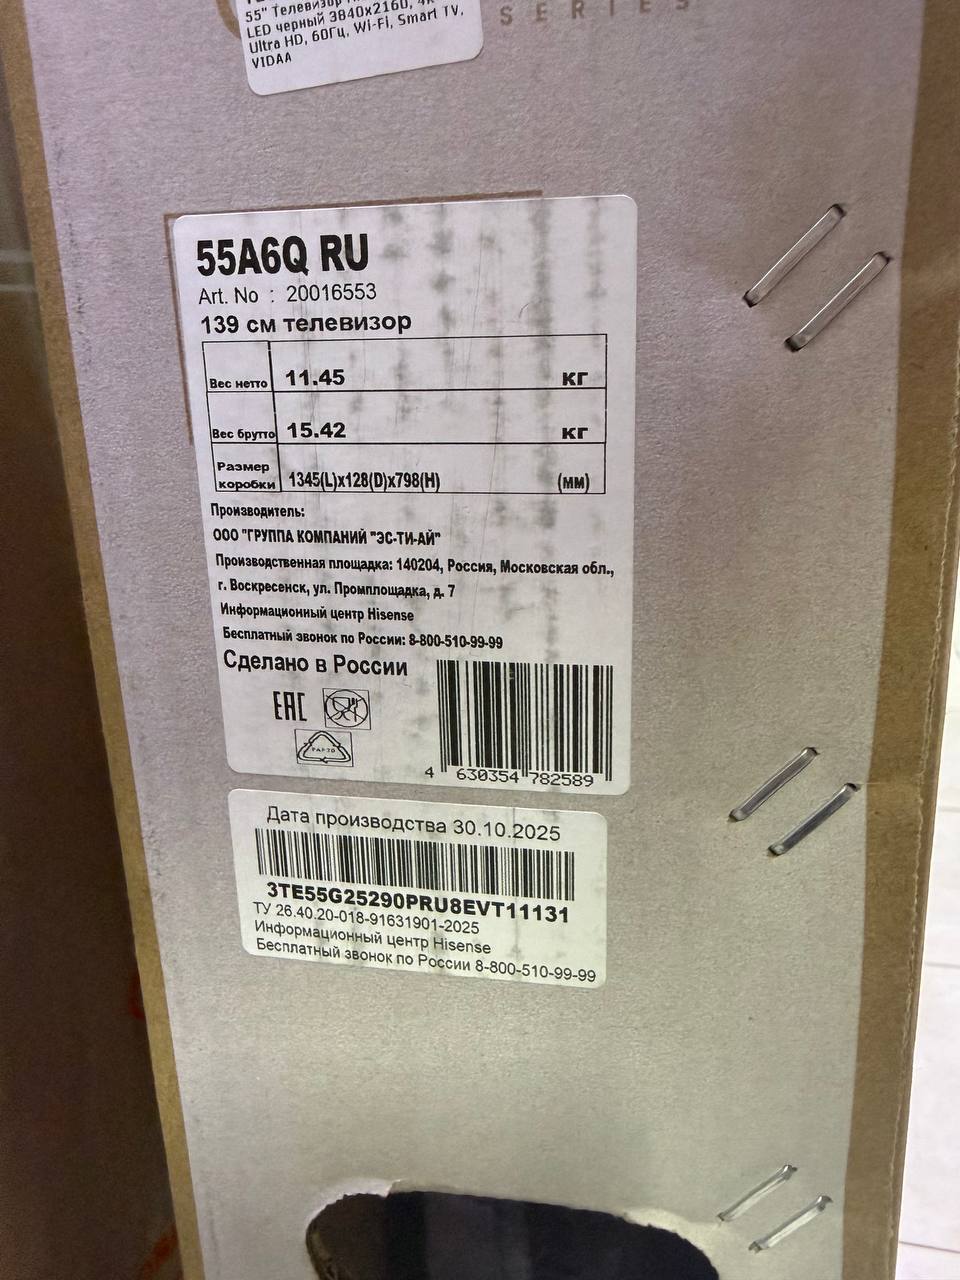 SERIES
55" Телевизор
LED черный 3840x2160, 4K
Ultra HD, 60Гц, Wi-Fi, Smart TV,
VIDAA
55A6Q RU
Art. No : 20016553
139 см телевизор
Вес нетто 11.45 кг
Вес брутто 15.42 кг
Размер
коробки 1345(L)x128(D)x798(H) (мм)
Производитель:
ООО "ГРУППА КОМПАНИЙ "ЭС-ТИ-АЙ"
Производственная площадка: 140204, Россия, Московская обл.,
г. Воскресенск, ул. Промплощадка, д. 7
Информационный центр Hisense
Бесплатный звонок по России: 8-800-510-99-99
Сделано в России
EAC
PAP 20
4 630354 782589
Дата производства 30.10.2025
3TE55G25290PRU8EVT11131
ТУ 26.40.20-018-91631901-2025
Информационный центр Hisense
Бесплатный звонок по России 8-800-510-99-99